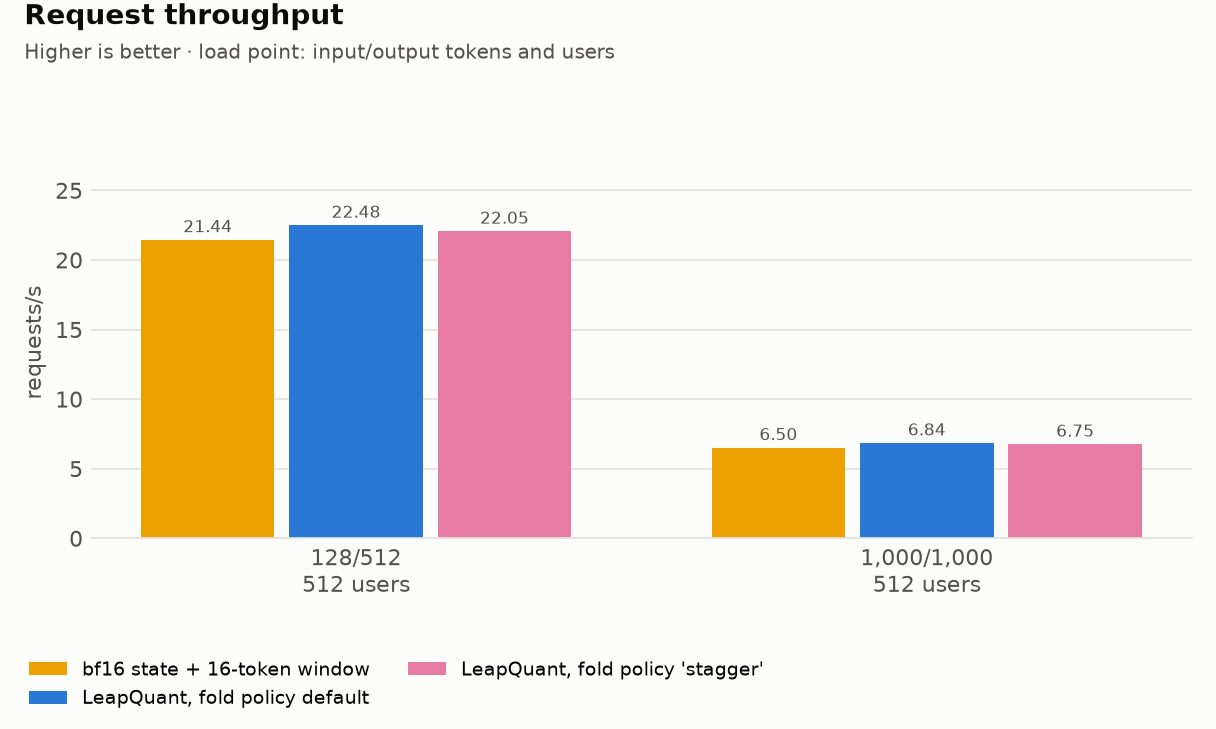 Request throughput
Higher is better · load point: input/output tokens and users
requests/s
25
20
15
10
5
0
21.44
22.48
22.05
6.50
6.84
6.75
128/512
512 users
1,000/1,000
512 users
bf16 state + 16-token window
LeapQuant, fold policy default
LeapQuant, fold policy 'stagger'